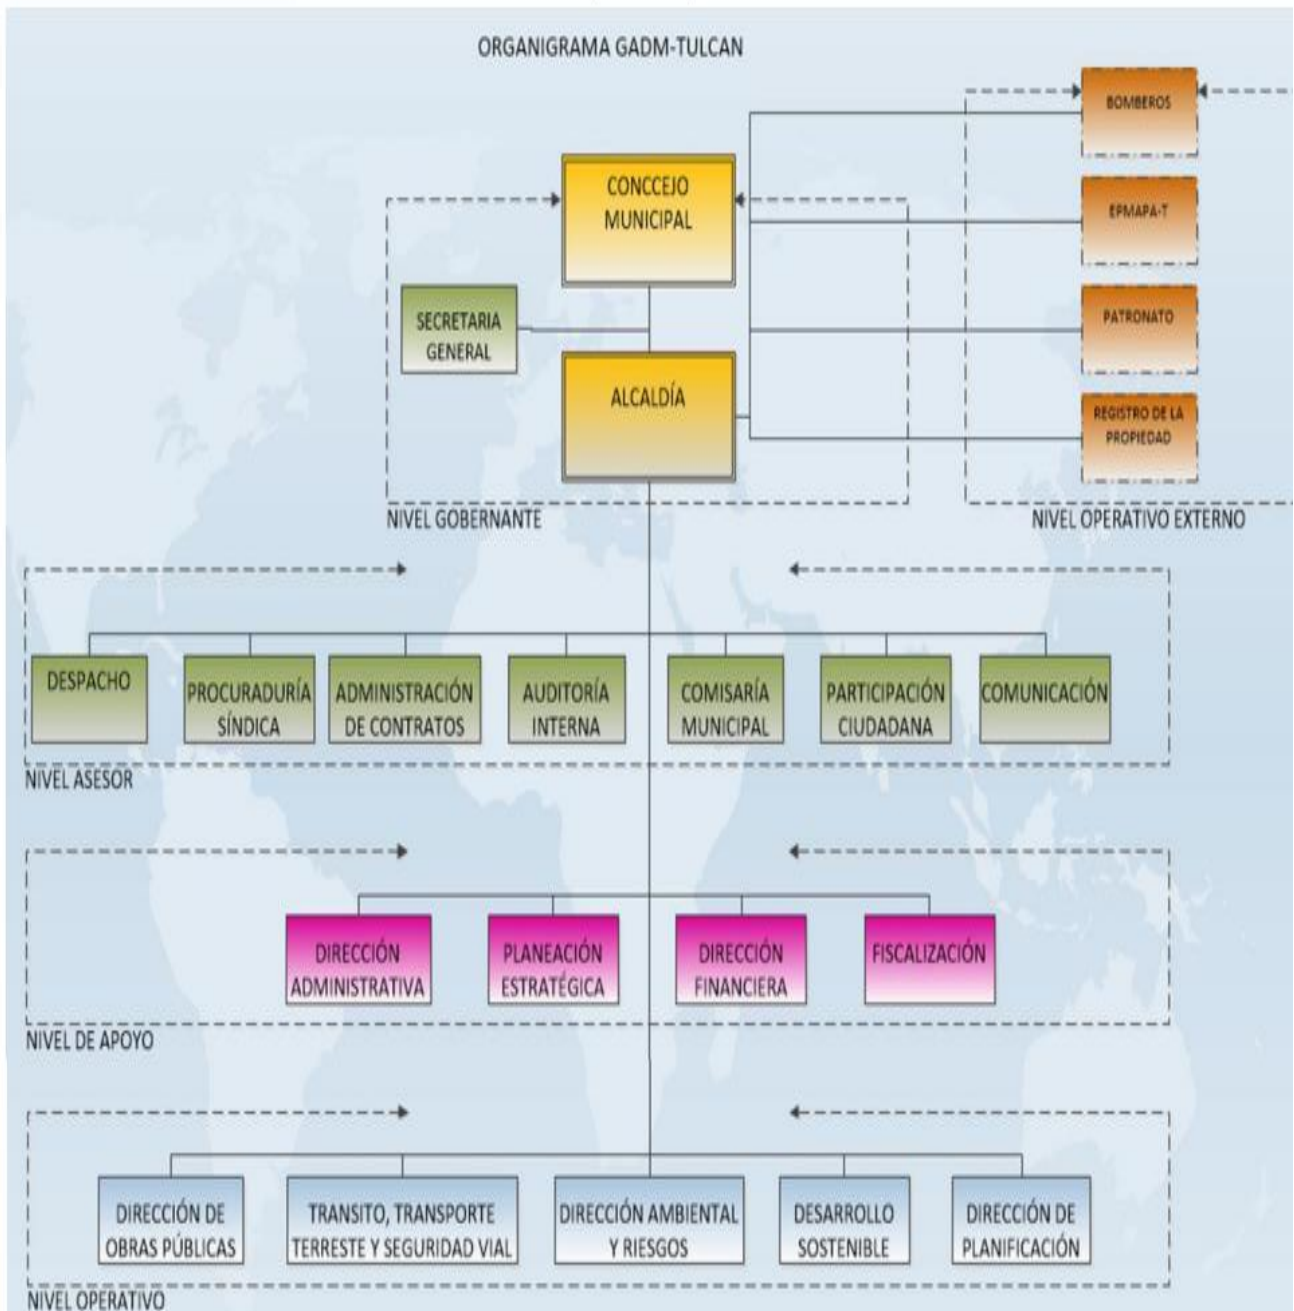 ORGANIGRAMA GADM-TULCAN
BOMBEROS
CONCCEJO
MUNICIPAL
EPMAPA-T
SECRETARIA
GENERAL
PATRONATO
ALCALDÍA
REGISTRO DE LA
PROPIEDAD
NIVEL GOBERNANTE
NIVEL OPERATIVO EXTERNO
DESPACHO
PROCURADURÍA
SÍNDICA
ADMINISTRACIÓN
DE CONTRATOS
AUDITORÍA
INTERNA
COMISARÍA
MUNICIPAL
PARTICIPACIÓN
CIUDADANA
COMUNICACIÓN
NIVEL ASESOR
DIRECCIÓN
ADMINISTRATIVA
PLANEACIÓN
ESTRATÉGICA
DIRECCIÓN
FINANCIERA
FISCALIZACIÓN
NIVEL DE APOYO
DIRECCIÓN DE
OBRAS PÚBLICAS
TRANSITO, TRANSPORTE
TERRESTE Y SEGURIDAD VIAL
DIRECCIÓN AMBIENTAL
Y RIESGOS
DESARROLLO
SOSTENIBLE
DIRECCIÓN DE
PLANIFICACIÓN
NIVEL OPERATIVO